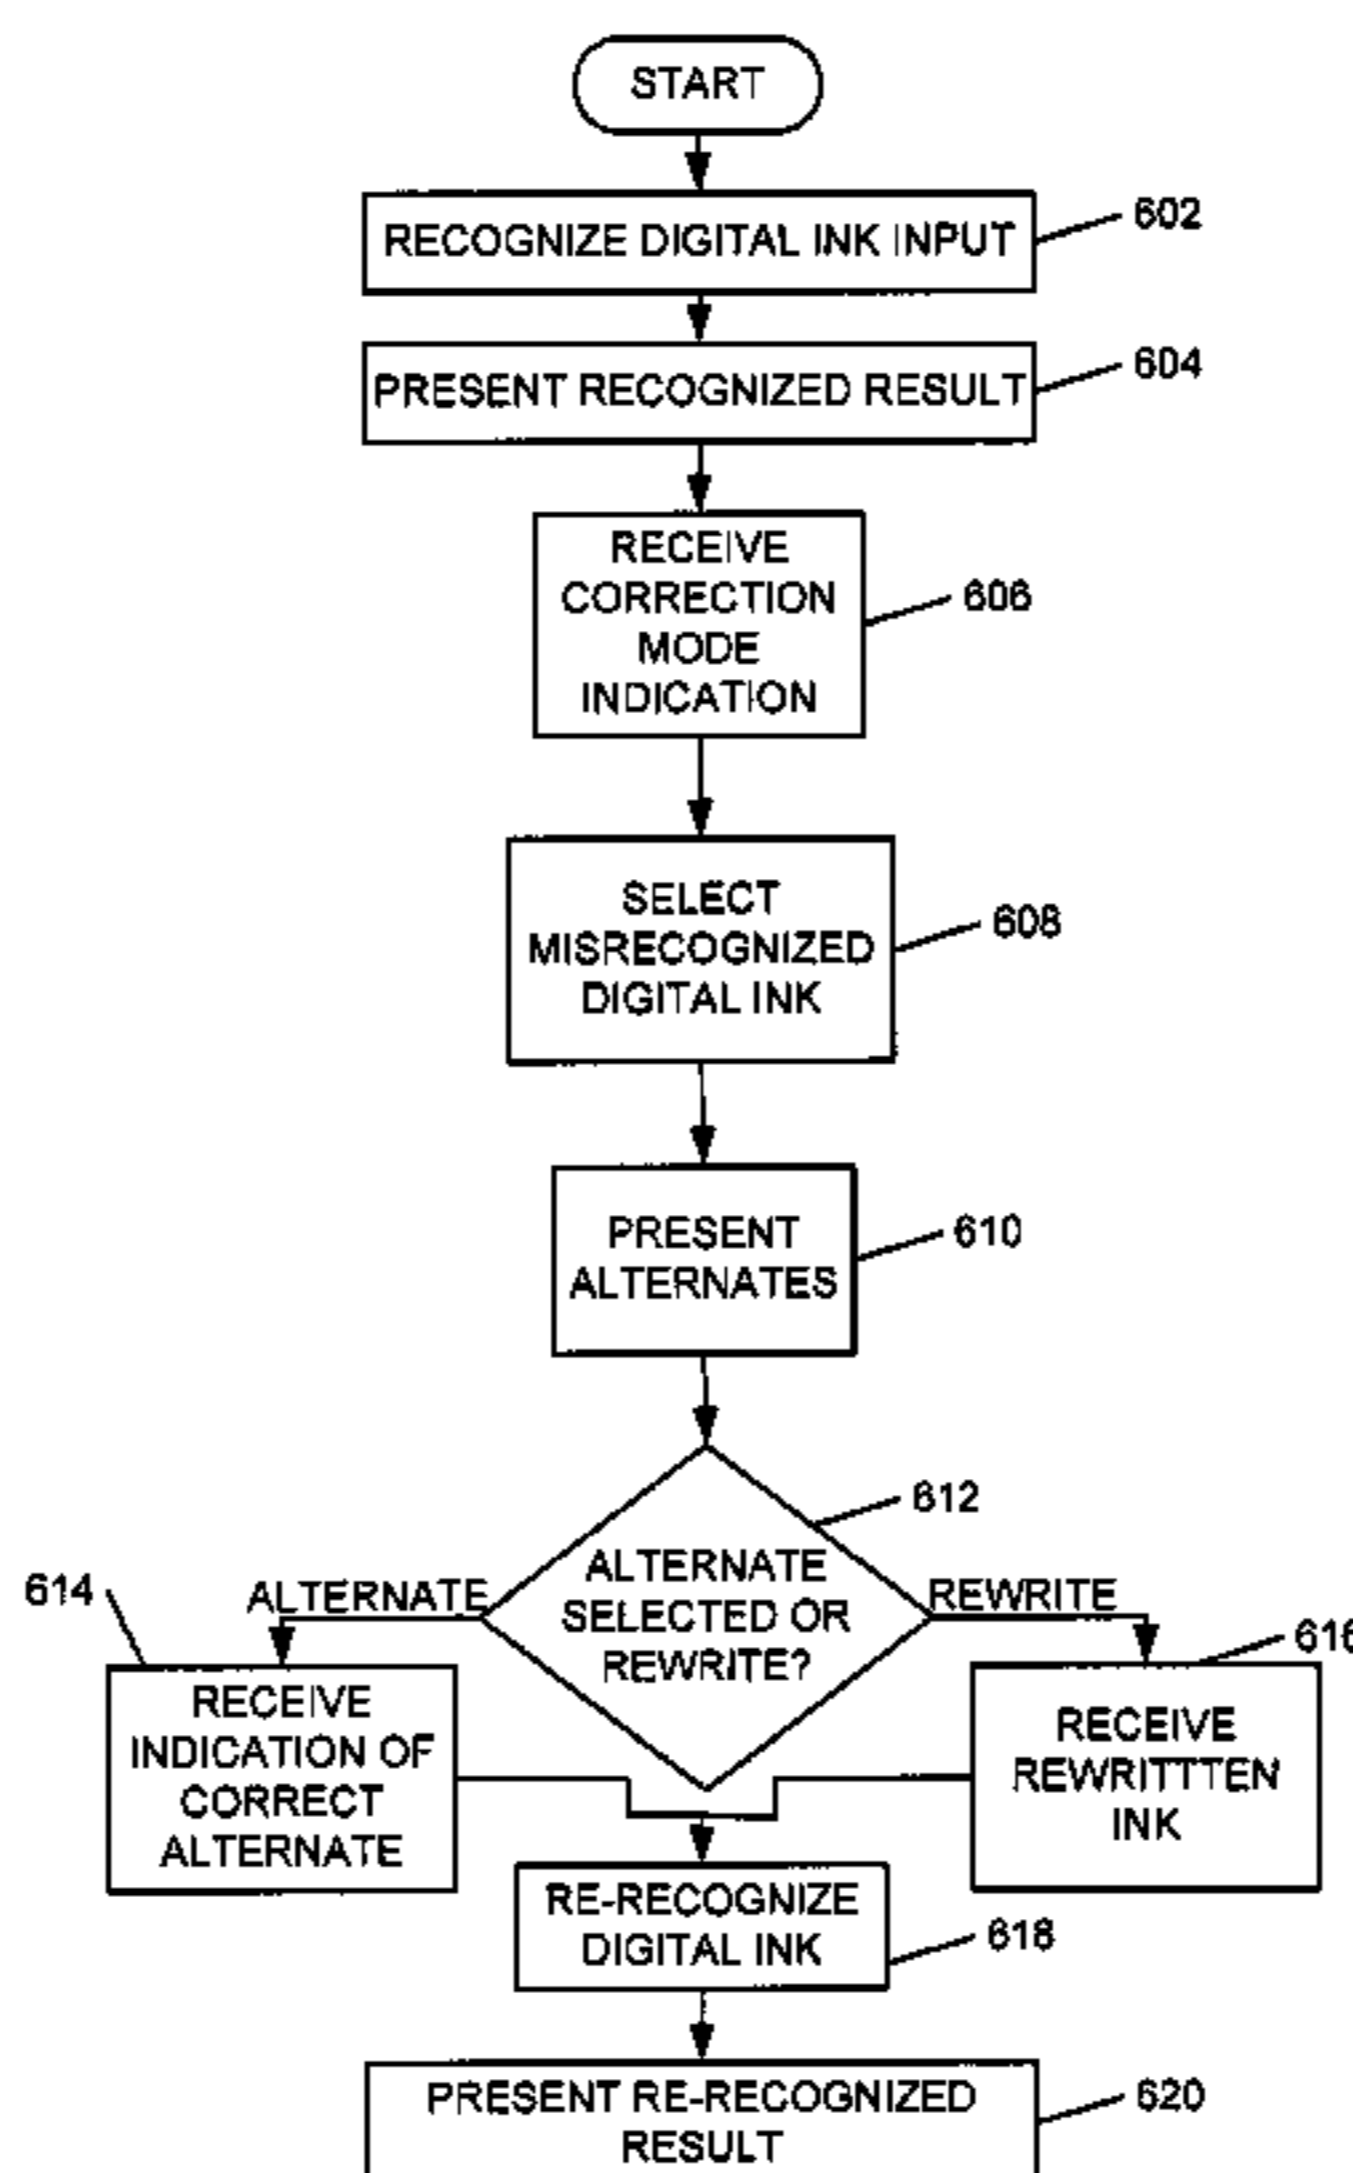 START
RECOGNIZE DIGITAL INK INPUT
602
PRESENT RECOGNIZED RESULT
604
RECEIVE
CORRECTION
MODE
INDICATION
606
SELECT
MISRECOGNIZED
DIGITAL INK
608
PRESENT
ALTERNATES
610
612
ALTERNATE
SELECTED OR
REWRITE?
ALTERNATE
REWRITE
614
RECEIVE
INDICATION OF
CORRECT
ALTERNATE
616
RECEIVE
REWRITTTEN
INK
RE-RECOGNIZE
DIGITAL INK
618
PRESENT RE-RECOGNIZED
RESULT
620